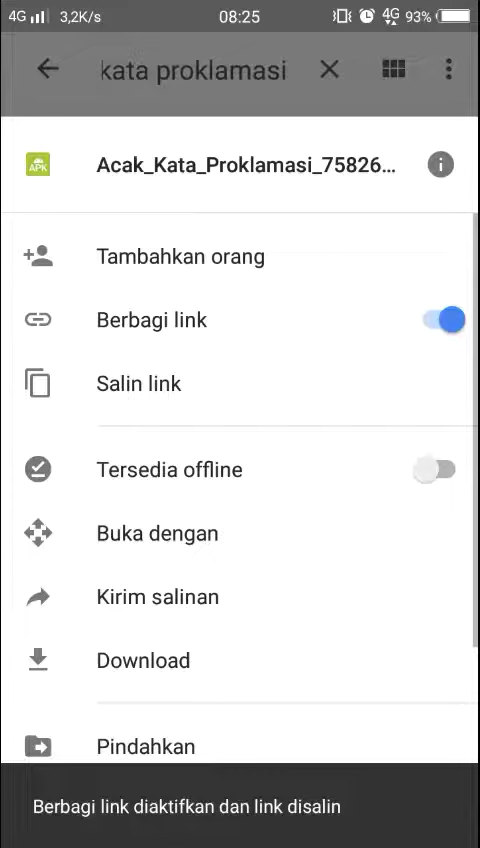 4G 3,2K/s 08:25 4G 93%
kata proklamasi
APK Acak_Kata_Proklamasi_75826...
Tambahkan orang
Berbagi link
Salin link
Tersedia offline
Buka dengan
Kirim salinan
Download
Pindahkan
Berbagi link diaktifkan dan link disalin